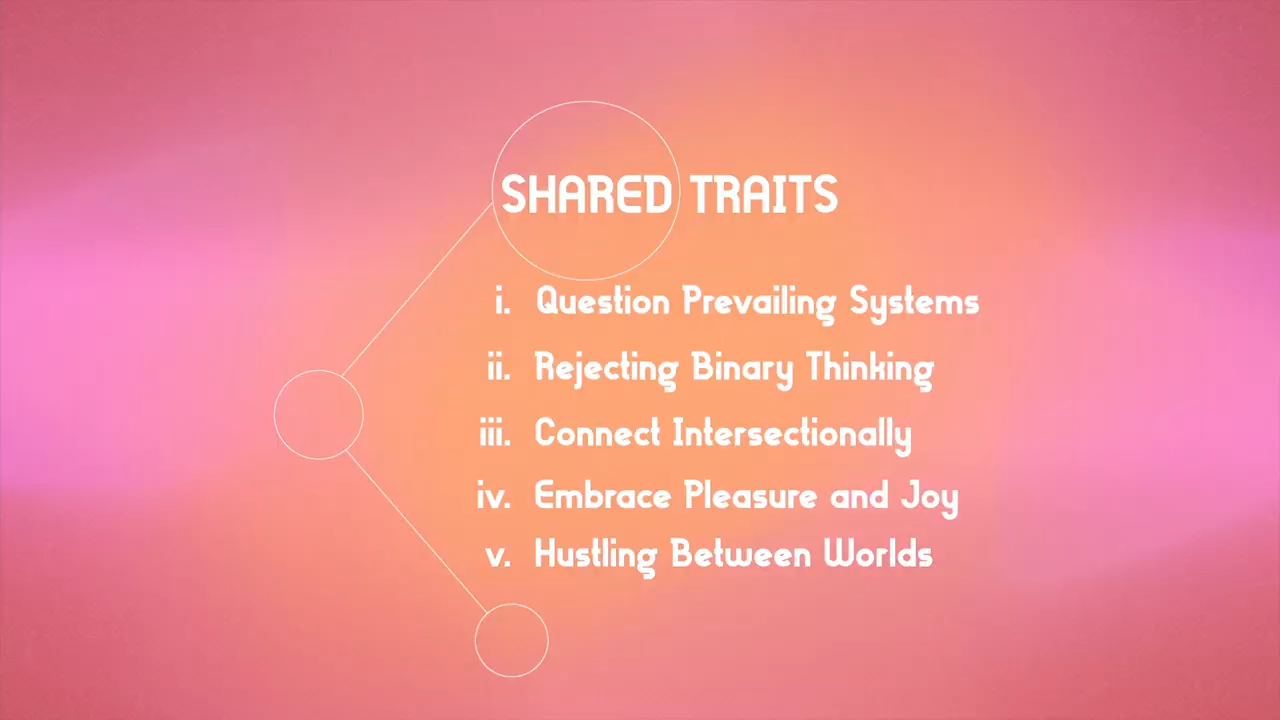 SHARED TRAITS
i. Question Prevailing Systems
ii. Rejecting Binary Thinking
iii. Connect Intersectionally
iv. Embrace Pleasure and Joy
v. Hustling Between Worlds